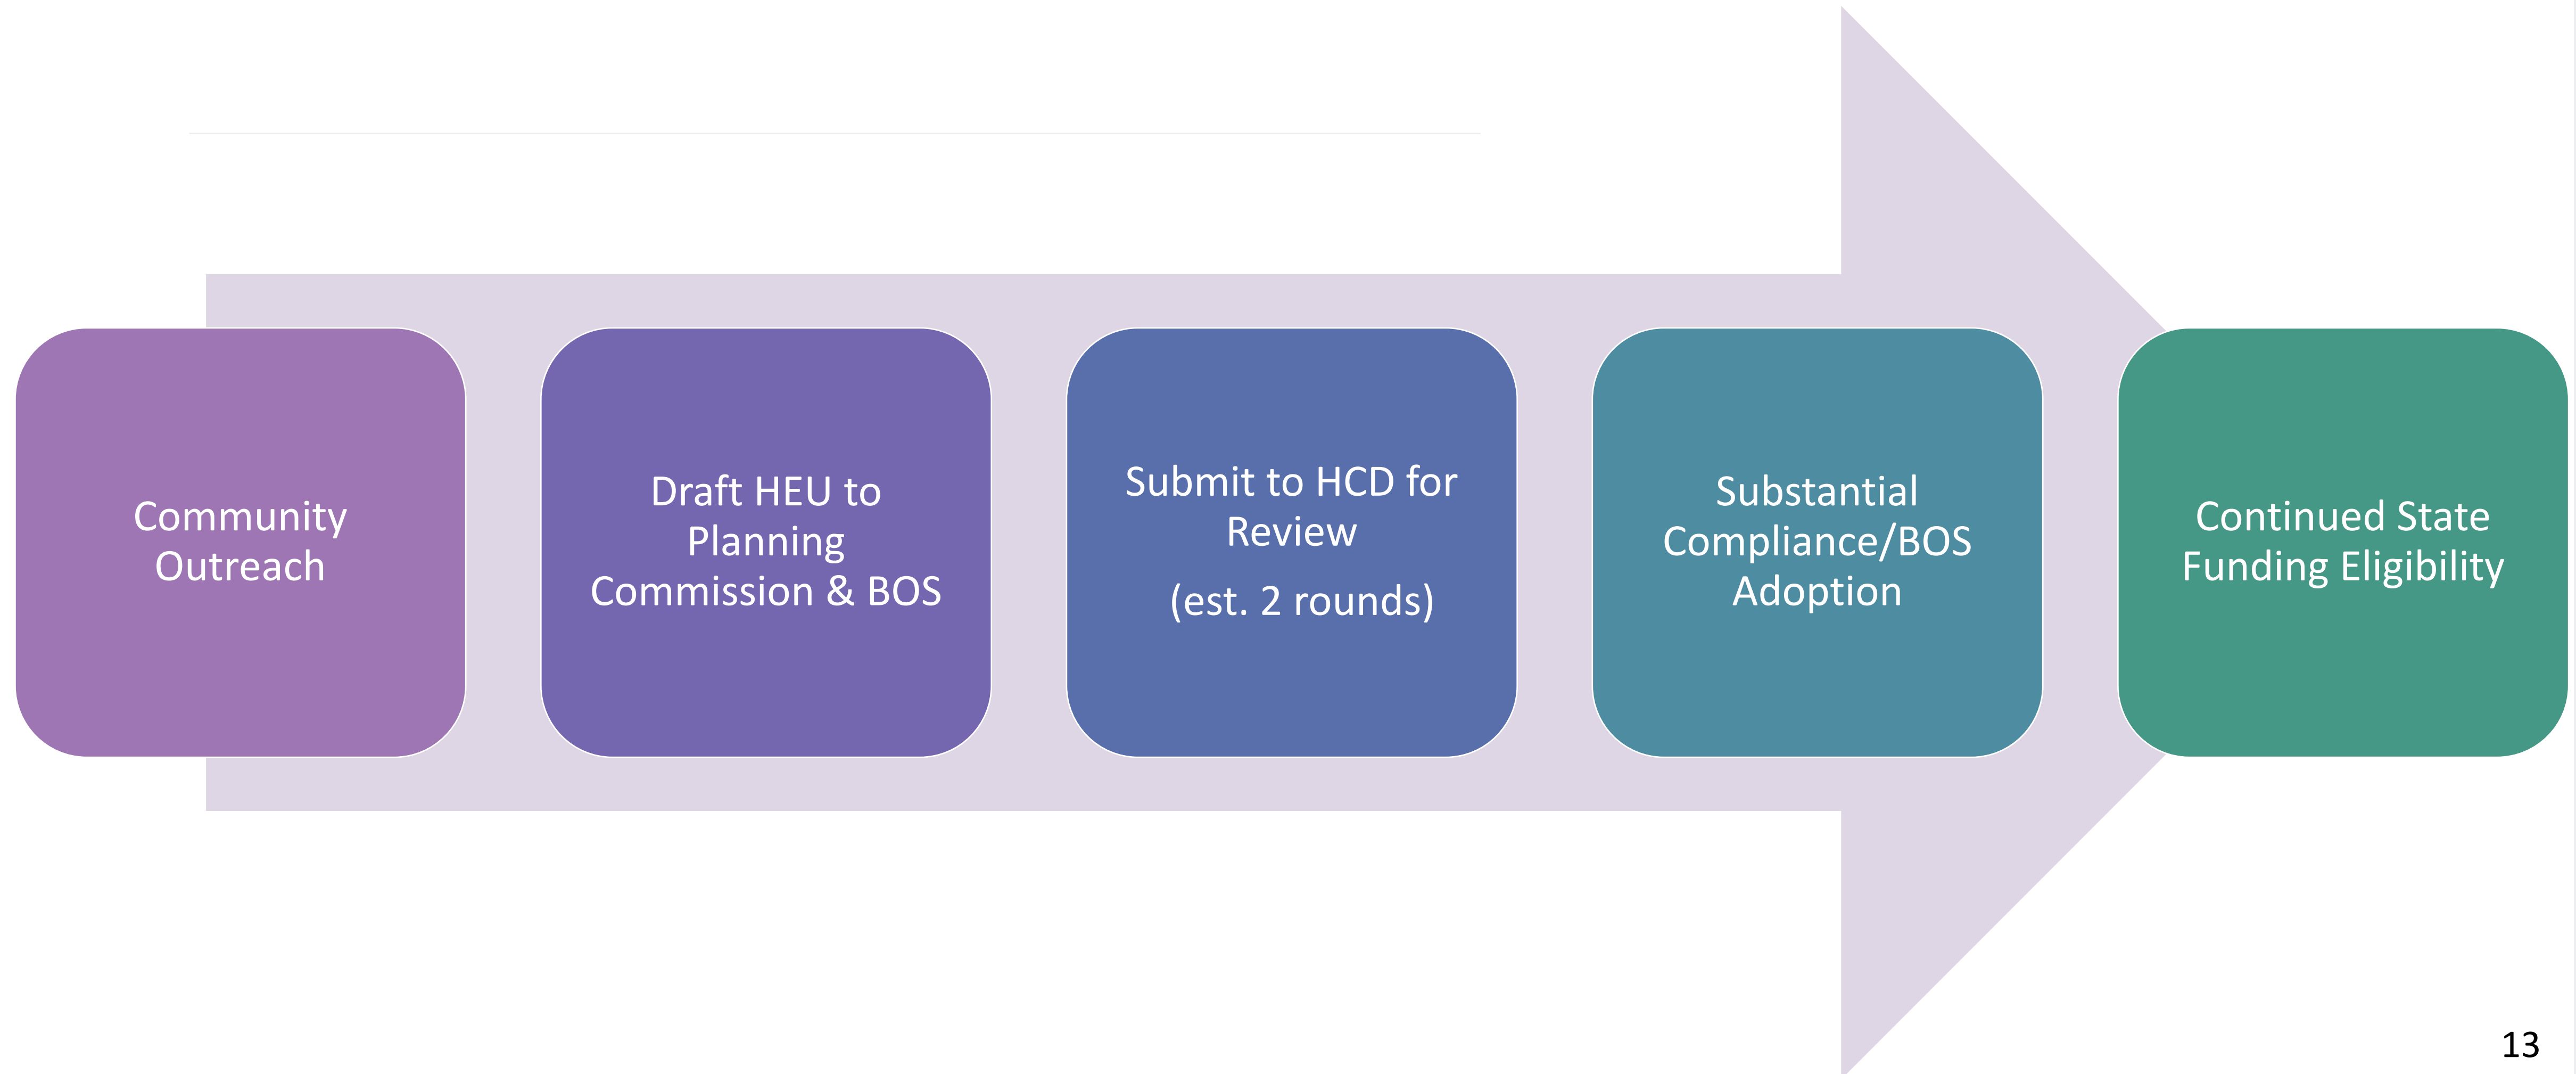 Community
Outreach
Draft HEU to
Planning
Commission & BOS
Submit to HCD for
Review
(est. 2 rounds)
Substantial
Compliance/BOS
Adoption
Continued State
Funding Eligibility
13